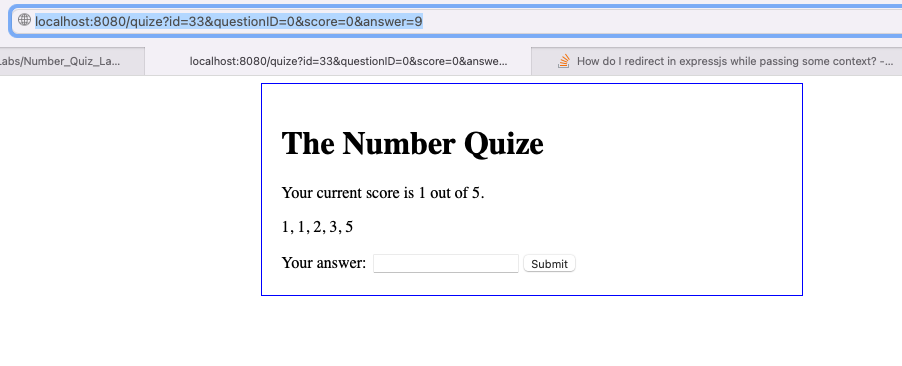 localhost:8080/quize?id=33&questionID=0&score=0&answer=9
Labs/Number_Quiz_La... localhost:8080/quize?id=33&questionID=0&score=0&answe... How do I redirect in expressjs while passing some context? -...
The Number Quize
Your current score is 1 out of 5.
1, 1, 2, 3, 5
Your answer: Submit